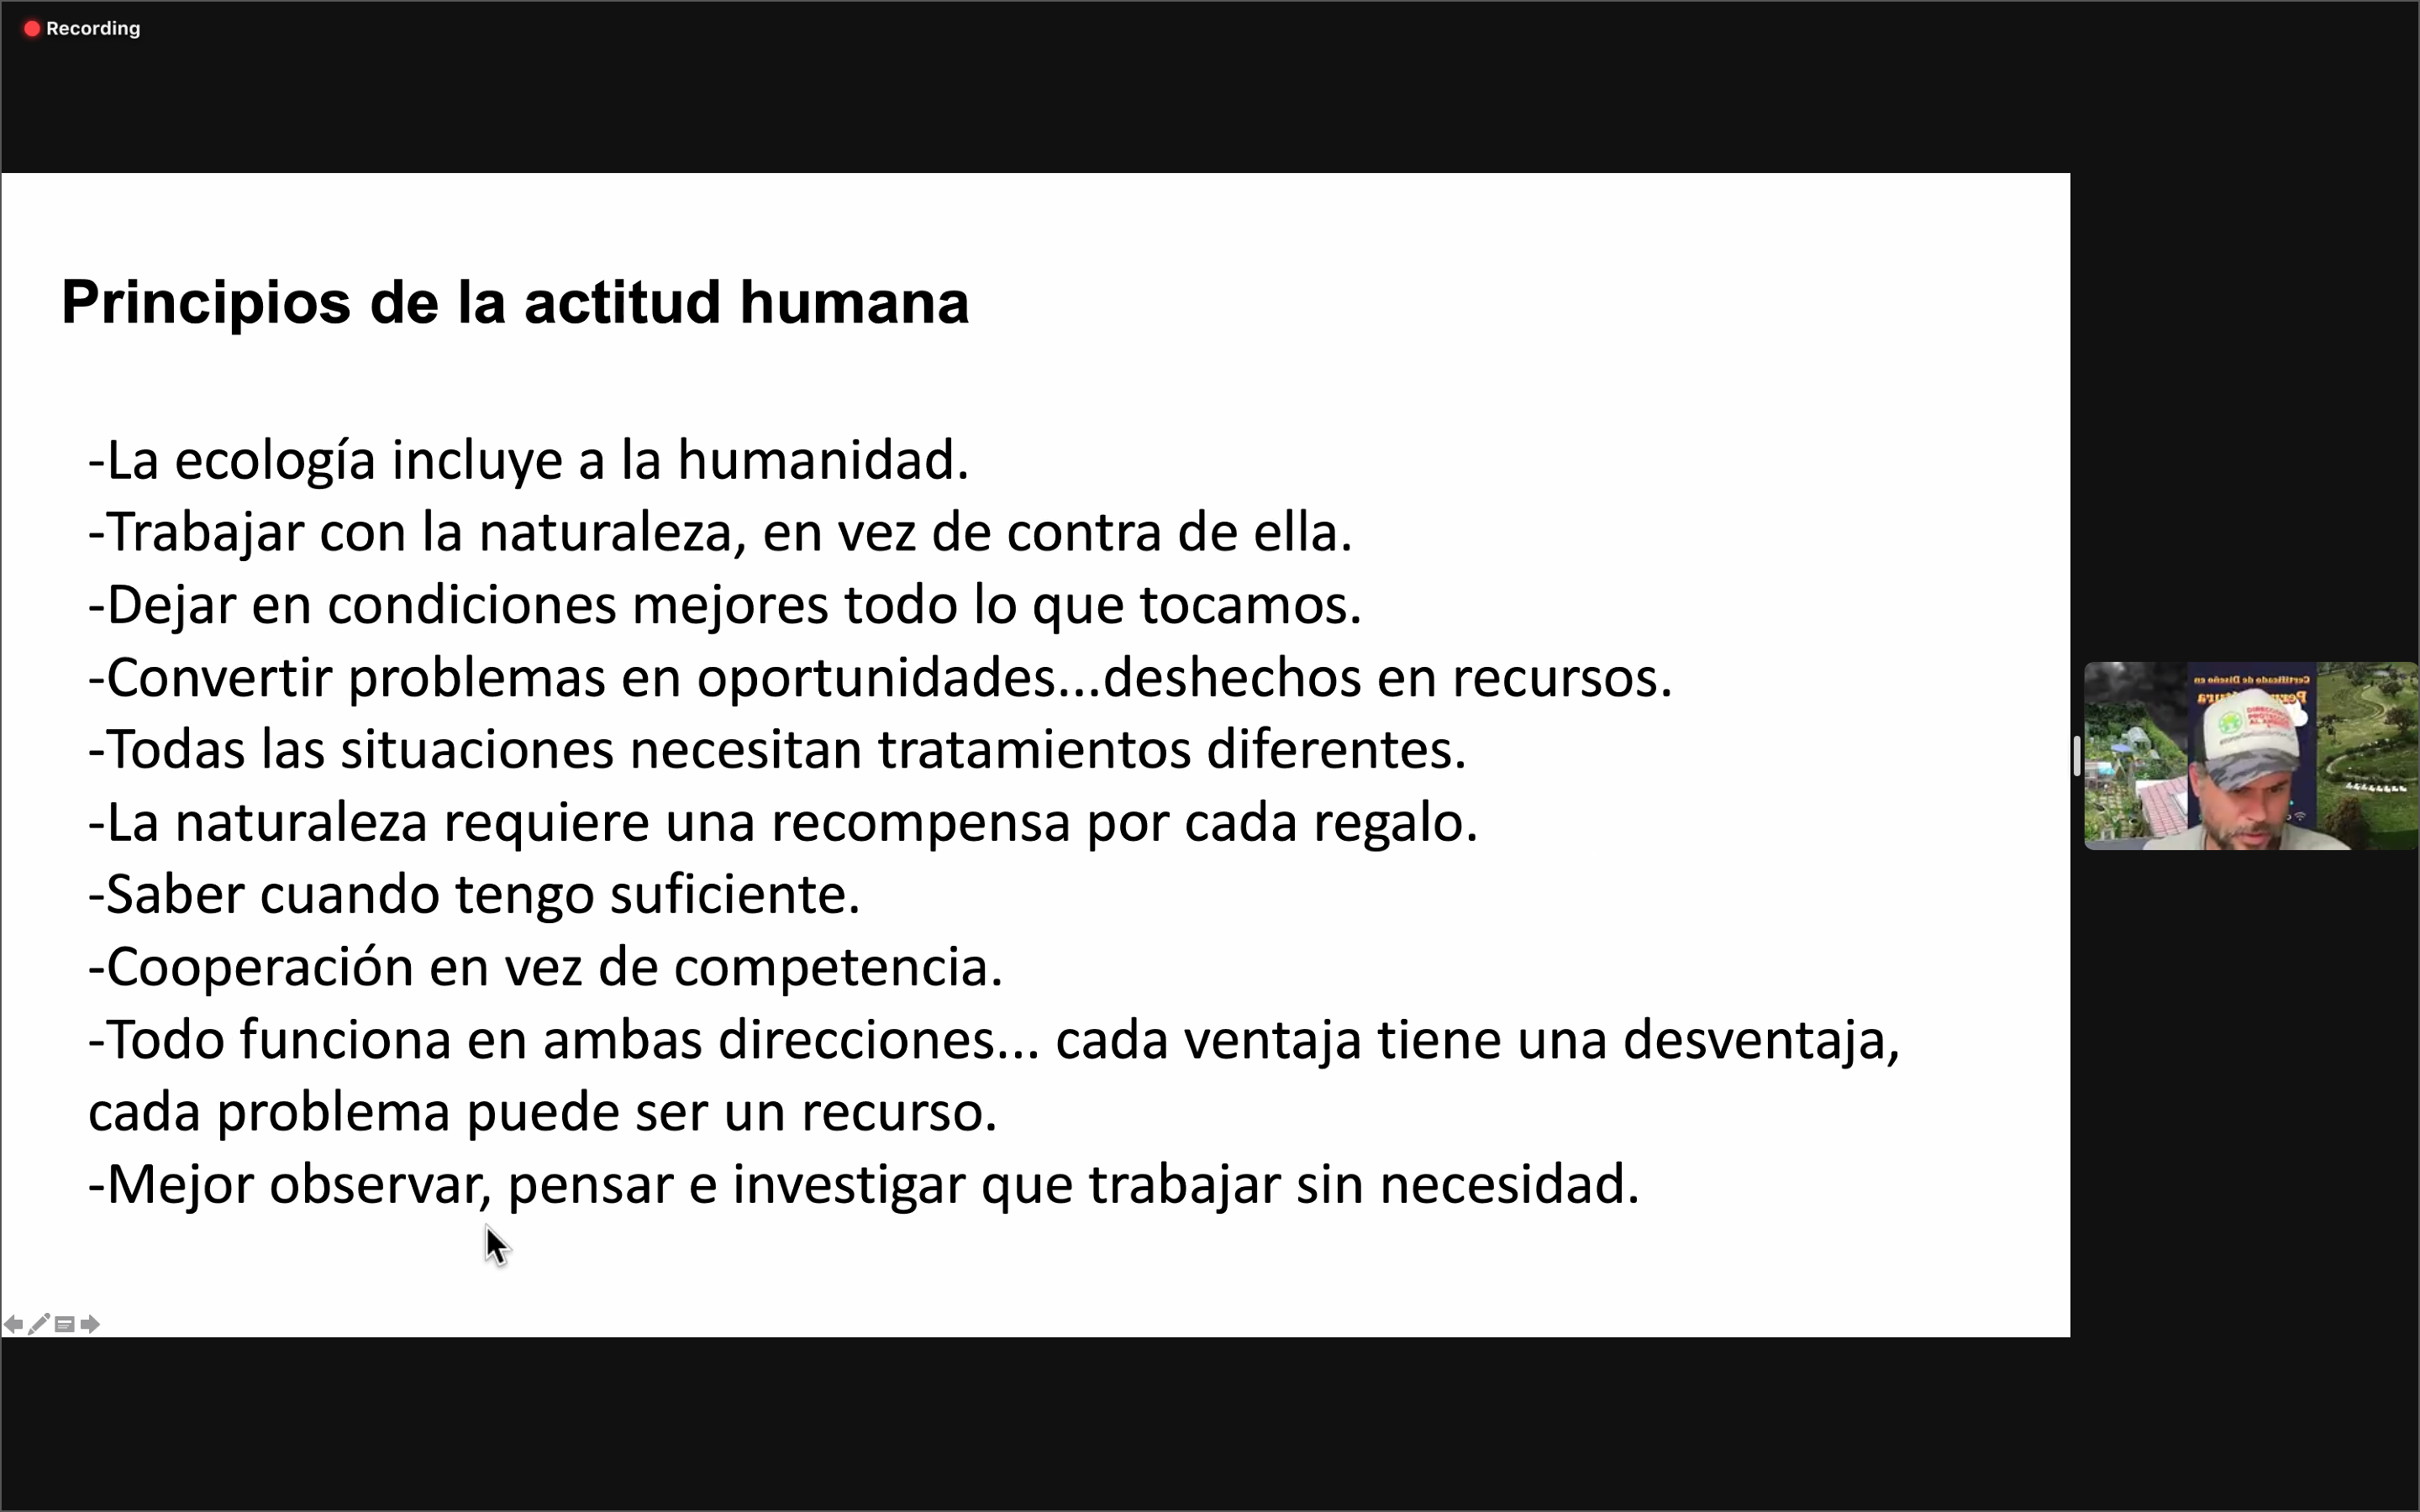 Recording
Principios de la actitud humana
-La ecología incluye a la humanidad.
-Trabajar con la naturaleza, en vez de contra de ella.
-Dejar en condiciones mejores todo lo que tocamos.
-Convertir problemas en oportunidades...deshechos en recursos.
-Todas las situaciones necesitan tratamientos diferentes.
-La naturaleza requiere una recompensa por cada regalo.
-Saber cuando tengo suficiente.
-Cooperación en vez de competencia.
-Todo funciona en ambas direcciones... cada ventaja tiene una desventaja,
cada problema puede ser un recurso.
-Mejor observar, pensar e investigar que trabajar sin necesidad.
Certificado de Diseño en